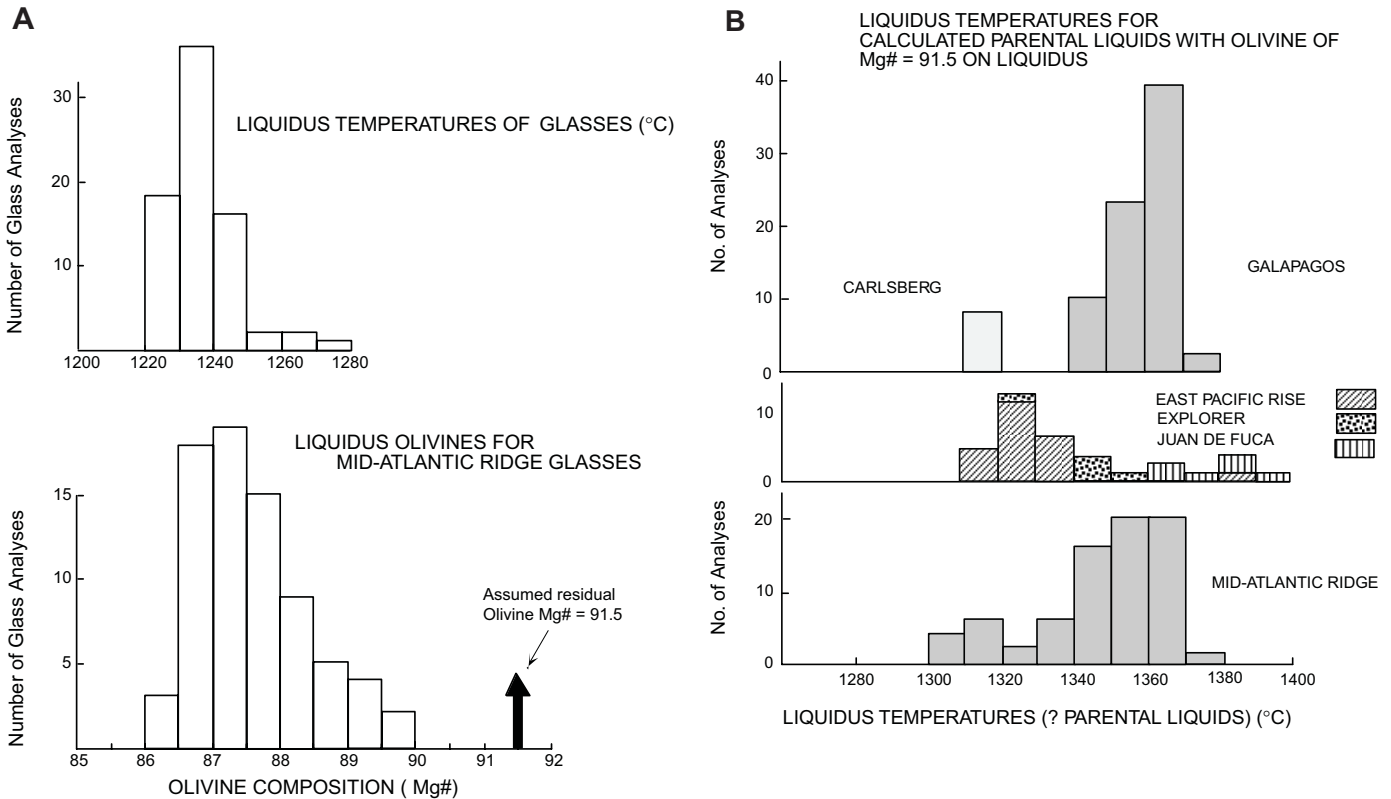 A
Number of Glass Analyses
30
20
10
LIQUIDUS TEMPERATURES OF GLASSES (°C)
1200 1220 1240 1260 1280
Number of Glass Analyses
15
10
5
LIQUIDUS OLIVINES FOR
MID-ATLANTIC RIDGE GLASSES
Assumed residual
Olivine Mg# = 91.5
85 86 87 88 89 90 91 92
OLIVINE COMPOSITION ( Mg#)
B
LIQUIDUS TEMPERATURES FOR
CALCULATED PARENTAL LIQUIDS WITH OLIVINE OF
Mg# = 91.5 ON LIQUIDUS
No. of Analyses
40
30
20
10
0
CARLSBERG
GALAPAGOS
10
0
EAST PACIFIC RISE
EXPLORER
JUAN DE FUCA
No. of Analyses
20
10
0
MID-ATLANTIC RIDGE
1280 1300 1320 1340 1360 1380 1400
LIQUIDUS TEMPERATURES (? PARENTAL LIQUIDS) (°C)